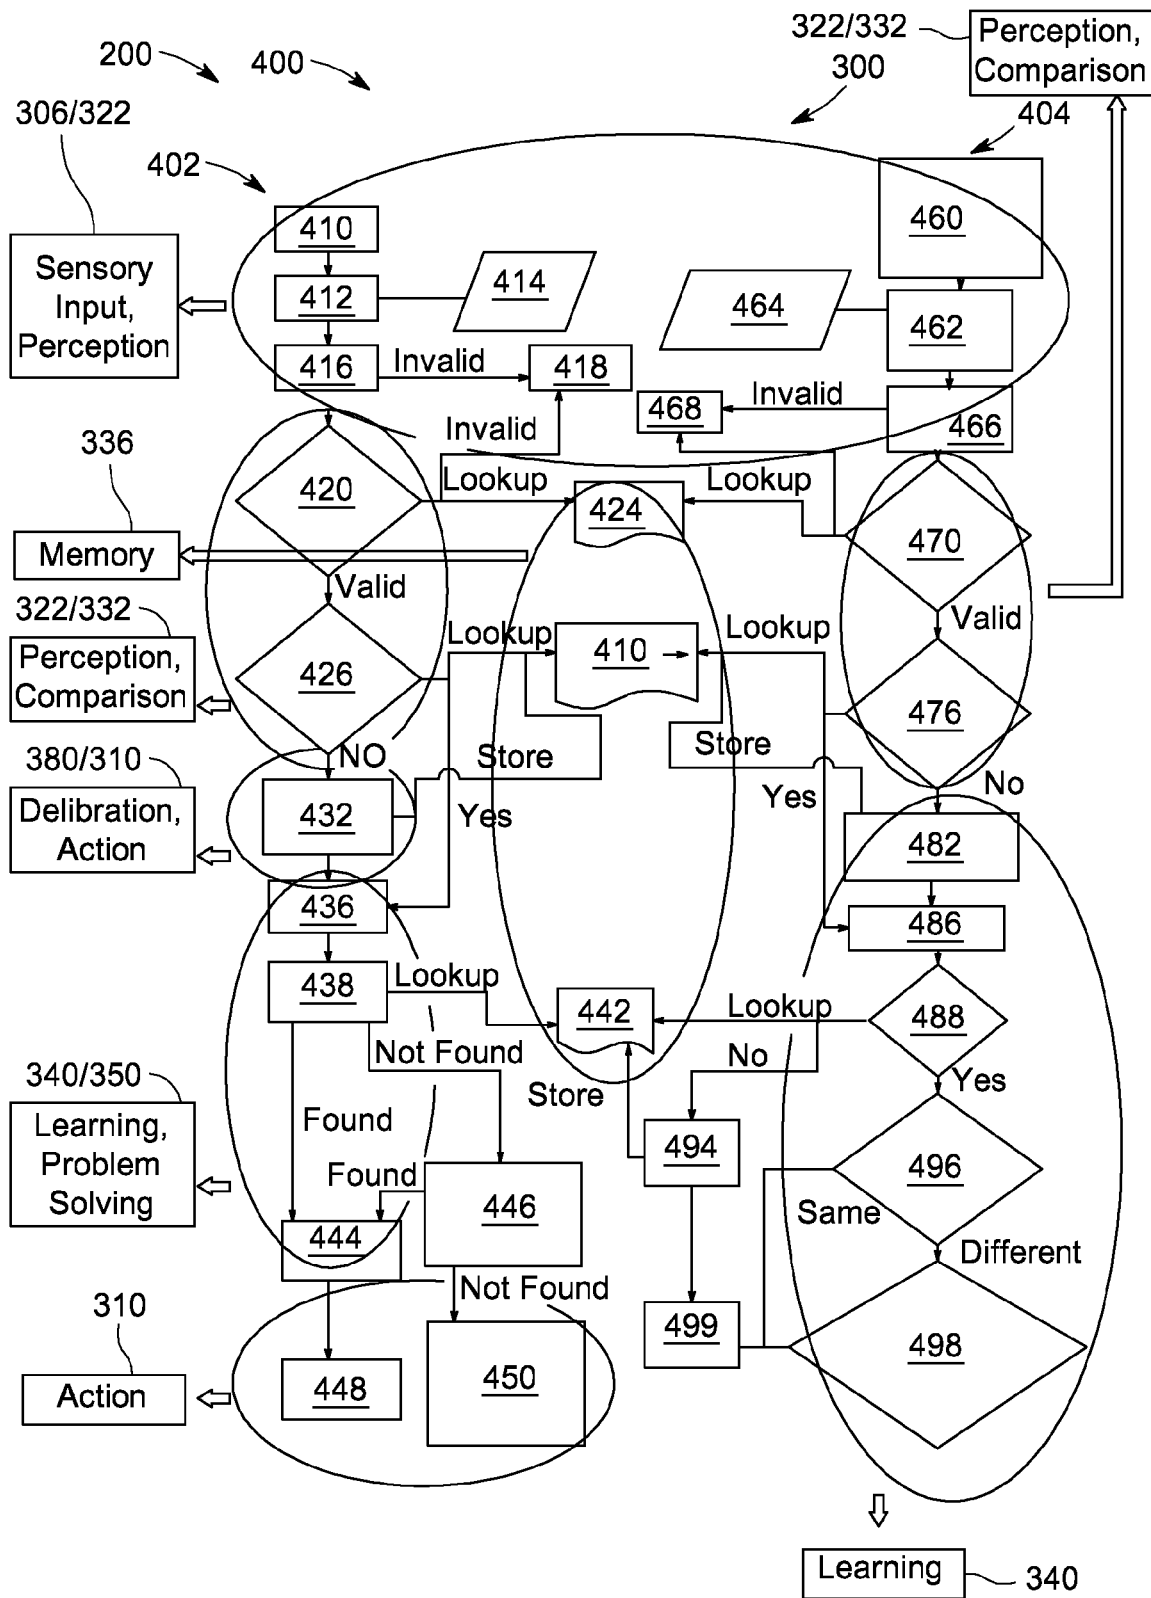 322/332
Perception,
Comparison
200
400
300
306/322
404
402
410
460
Sensory
Input,
Perception
412
414
464
462
416
Invalid
418
Invalid
468
466
336
Invalid
420
Lookup
424
Lookup
470
Memory
Valid
322/332
Valid
Perception,
Comparison
426
Lookup
410
Lookup
476
380/310
NO
Store
Store
No
Delibration,
Action
432
Yes
Yes
482
436
486
438
Lookup
442
Lookup
488
Not Found
No
340/350
Store
Yes
Learning,
Problem
Solving
Found
494
496
Found
446
Same
444
Different
Not Found
310
499
498
Action
448
450
Learning
340